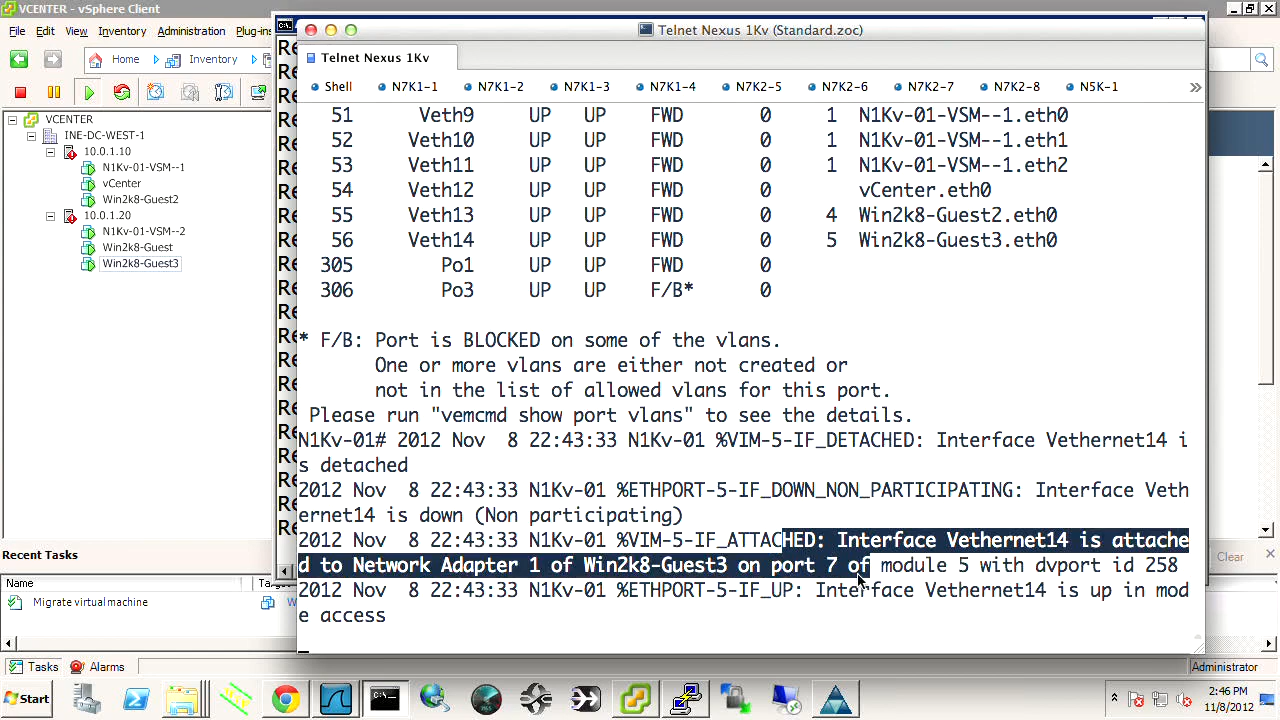 VCENTER - vSphere Client
File Edit View Inventory Administration Plug-ins
Home Inventory
VCENTER
INE-DC-WEST-1
10.0.1.10
N1Kv-01-VSM--1
vCenter
Win2k8-Guest2
10.0.1.20
N1Kv-01-VSM--2
Win2k8-Guest
Win2k8-Guest3
Telnet Nexus 1Kv (Standard.zoc)
Telnet Nexus 1Kv
Shell N7K1-1 N7K1-2 N7K1-3 N7K1-4 N7K2-5 N7K2-6 N7K2-7 N7K2-8 N5K-1 »
51 Veth9 UP UP FWD 0 1 N1Kv-01-VSM--1.eth0
52 Veth10 UP UP FWD 0 1 N1Kv-01-VSM--1.eth1
53 Veth11 UP UP FWD 0 1 N1Kv-01-VSM--1.eth2
54 Veth12 UP UP FWD 0 vCenter.eth0
55 Veth13 UP UP FWD 0 4 Win2k8-Guest2.eth0
56 Veth14 UP UP FWD 0 5 Win2k8-Guest3.eth0
305 Po1 UP UP FWD 0
306 Po3 UP UP F/B* 0
* F/B: Port is BLOCKED on some of the vlans.
One or more vlans are either not created or
not in the list of allowed vlans for this port.
Please run "vemcmd show port vlans" to see the details.
N1Kv-01# 2012 Nov 8 22:43:33 N1Kv-01 %VIM-5-IF_DETACHED: Interface Vethernet14 i
s detached
2012 Nov 8 22:43:33 N1Kv-01 %ETHPORT-5-IF_DOWN_NON_PARTICIPATING: Interface Veth
ernet14 is down (Non participating)
2012 Nov 8 22:43:33 N1Kv-01 %VIM-5-IF_ATTACHED: Interface Vethernet14 is attache
d to Network Adapter 1 of Win2k8-Guest3 on port 7 of module 5 with dvport id 258
2012 Nov 8 22:43:33 N1Kv-01 %ETHPORT-5-IF_UP: Interface Vethernet14 is up in mod
e access
Recent Tasks
Name Target
Migrate virtual machine
Clear
Tasks Alarms
Administrator
Start
2:46 PM
11/8/2012